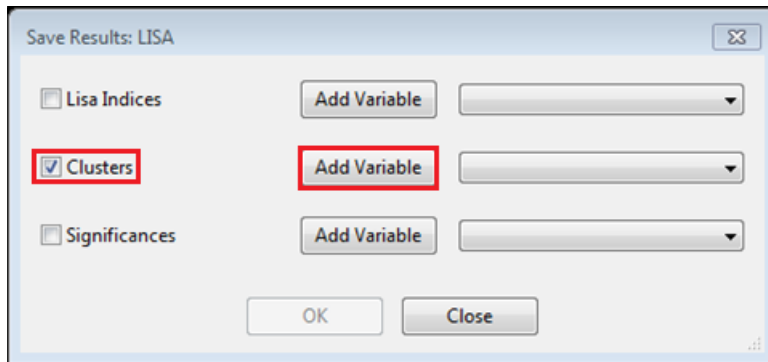 Save Results: LISA
Lisa Indices Add Variable
Clusters Add Variable
Significances Add Variable
OK Close